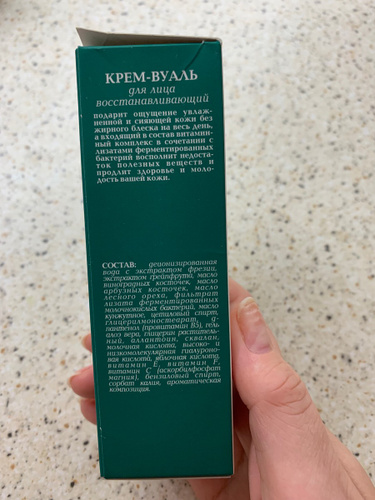 КРЕМ-ВУАЛЬ
для лица
восстанавливающий
подарит ощущение увлаж-
ненной и сияющей кожи без
жирного блеска на весь день,
а входящий в состав витамин-
ный комплекс в сочетании с
лизатами ферментированных
бактерий восполнит недоста-
ток полезных веществ и
продлит здоровье и моло-
дость вашей кожи.
СОСТАВ: деионизированная
вода с экстрактом фрезии,
экстрактом грейпфрута, масло
виноградных косточек, масло
арбузных косточек, масло
лесного ореха, фильтрат
лизата ферментированных
молочнокислых бактерий, масло
кунжутное, цетиловый спирт,
глицерилмоностеарат, д-
пантенол (провитамин В5), гель
алоэ вера, глицерин раститель-
ный, аллантоин, сквалан,
молочная кислота, высоко- и
низкомолекулярная гиалуроно-
вая кислота, яблочная кислота,
витамин Е, витамин F,
витамин С (аскорбилфосфат
магния), бензиловый спирт,
сорбат калия, ароматическая
композиция.